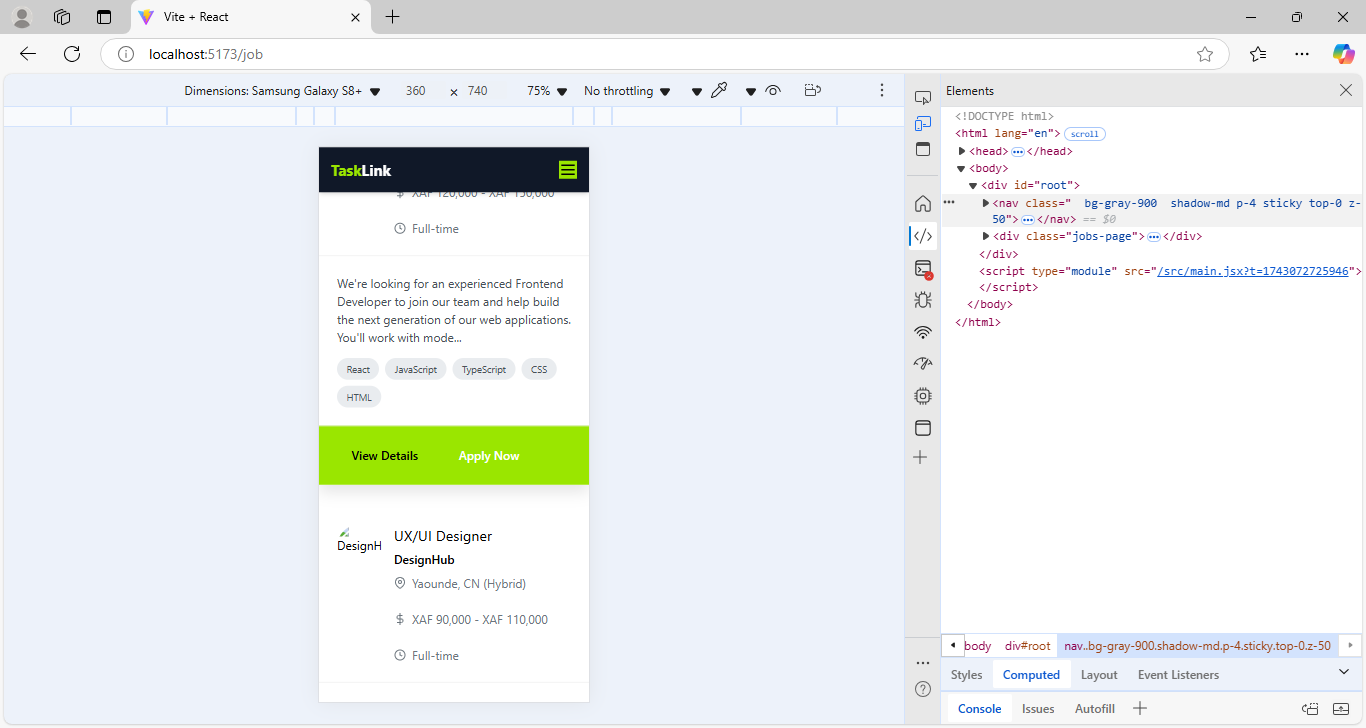 Vite + React
localhost:5173/job
Dimensions: Samsung Galaxy S8+ 360 × 740 75% No throttling
TaskLink
XAF 120,000 - XAF 150,000
Full-time
We're looking for an experienced Frontend
Developer to join our team and help build
the next generation of our web applications.
You'll work with mode...
React JavaScript TypeScript CSS
HTML
View Details Apply Now
DesignH
UX/UI Designer
DesignHub
Yaounde, CN (Hybrid)
$ XAF 90,000 - XAF 110,000
Full-time
Elements
<!DOCTYPE html>
<html lang="en"> scroll
<head> ••• </head>
<body>
<div id="root">
••• <nav class="  bg-gray-900  shadow-md p-4 sticky top-0 z-
50"> ••• </nav> == $0
<div class="jobs-page"> ••• </div>
</div>
<script type="module" src="/src/main.jsx?t=1743072725946">
</script>
</body>
</html>
body div#root nav..bg-gray-900.shadow-md.p-4.sticky.top-0.z-50
Styles Computed Layout Event Listeners
Console Issues Autofill